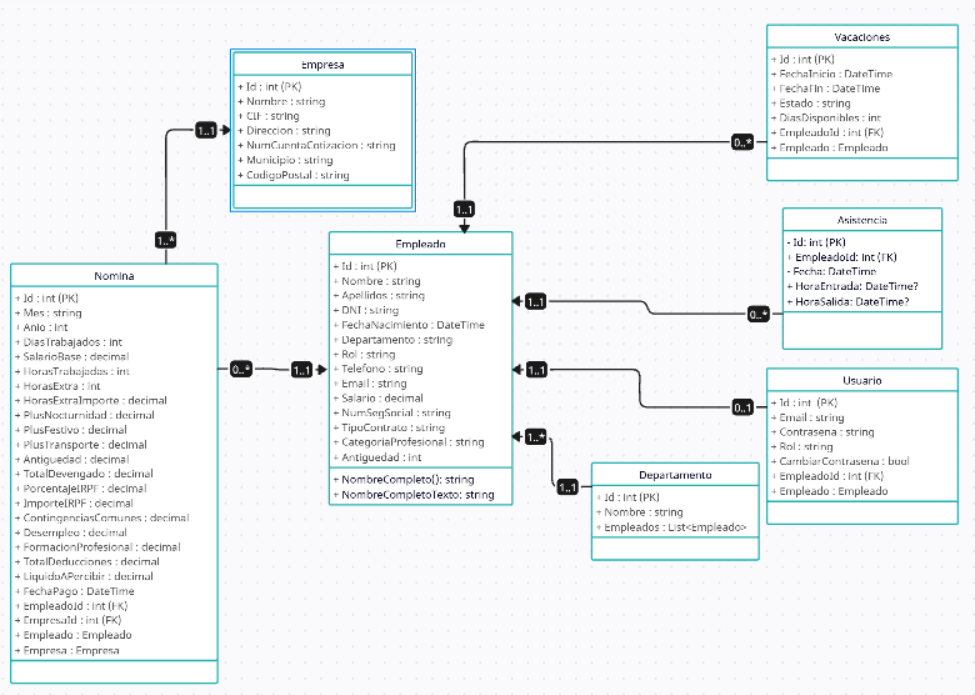 Empresa
+ Id : int (PK)
+ Nombre : string
+ CIF : string
+ Direccion : string
+ NumCuentaCotizacion : string
+ Municipio : string
+ CodigoPostal : string
Vacaciones
+ Id : int (PK)
+ FechaInicio : DateTime
+ FechaFin : DateTime
+ Estado : string
+ DiasDisponibles : int
+ EmpleadoId : int (FK)
+ Empleado : Empleado
1..1
1..*
0..*
1..1
Asistencia
- Id: int (PK)
+ EmpleadoId: int (FK)
- Fecha: DateTime
+ HoraEntrada: DateTime?
+ HoraSalida: DateTime?
Empleado
+ Id : int (PK)
+ Nombre : string
+ Apellidos : string
+ DNI : string
+ FechaNacimiento : DateTime
+ Departamento : string
+ Rol : string
+ Telefono : string
+ Email : string
+ Salario : decimal
+ NumSegSocial : string
+ TipoContrato : string
+ CategoriaProfesional : string
+ Antiguedad : int
+ NombreCompleto(): string
+ NombreCompletoTexto: string
Nomina
+ Id : int (PK)
+ Mes : string
+ Anio : int
+ DiasTrabajados : int
+ SalarioBase : decimal
+ HorasTrabajadas : int
+ HorasExtra : int
+ HorasExtraImporte : decimal
+ PlusNocturnidad : decimal
+ PlusFestivo : decimal
+ PlusTransporte : decimal
+ Antiguedad : decimal
+ TotalDevengado : decimal
+ PorcentajeIRPF : decimal
+ ImporteIRPF : decimal
+ ContingenciasComunes : decimal
+ Desempleo : decimal
+ FormacionProfesional : decimal
+ TotalDeducciones : decimal
+ LiquidoAPercibir : decimal
+ FechaPago : DateTime
+ EmpleadoId : int (FK)
+ EmpresaId : int (FK)
+ Empleado : Empleado
+ Empresa : Empresa
0..*
1..1
1..1
0..*
1..1
0..1
1..*
1..1
Usuario
+ Id : int (PK)
+ Email : string
+ Contrasena : string
+ Rol : string
+ CambiarContrasena : bool
+ EmpleadoId : int (FK)
+ Empleado : Empleado
Departamento
+ Id : int (PK)
+ Nombre : string
+ Empleados : List<Empleado>